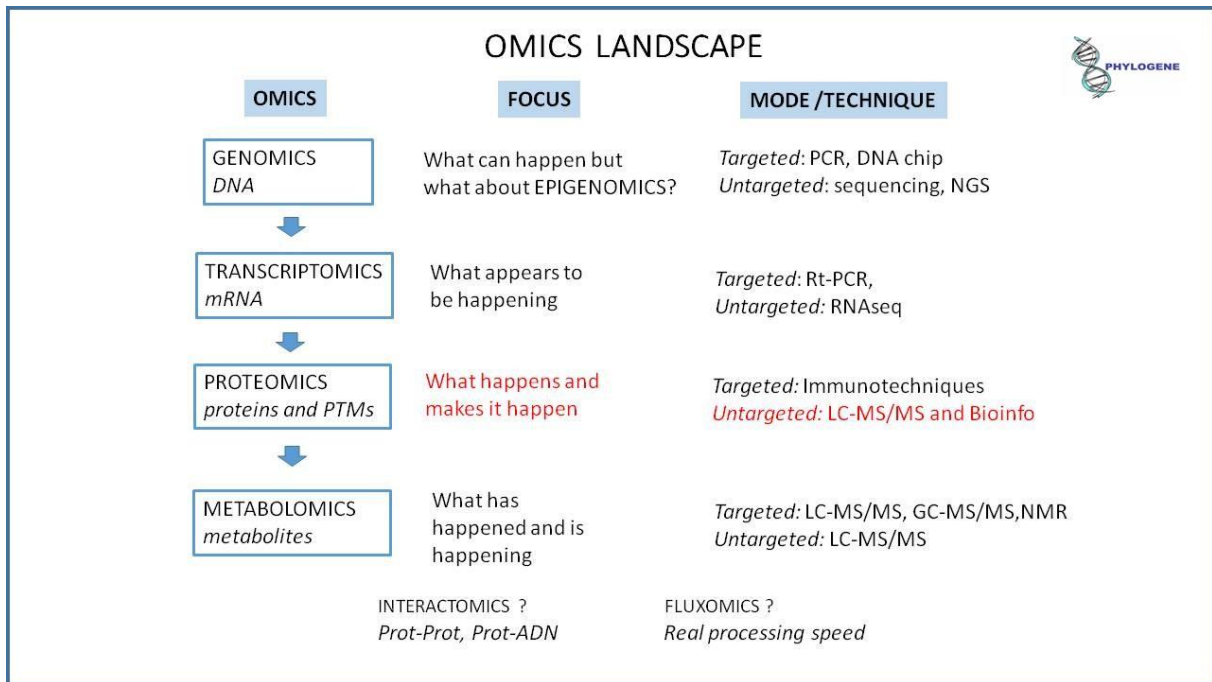 OMICS LANDSCAPE
PHYLOGENE
OMICS
FOCUS
MODE /TECHNIQUE
GENOMICS
DNA
What can happen but
what about EPIGENOMICS?
Targeted: PCR, DNA chip
Untargeted: sequencing, NGS
TRANSCRIPTOMICS
mRNA
What appears to
be happening
Targeted: Rt-PCR,
Untargeted: RNAseq
PROTEOMICS
proteins and PTMs
What happens and
makes it happen
Targeted: Immunotechniques
Untargeted: LC-MS/MS and Bioinfo
METABOLOMICS
metabolites
What has
happened and is
happening
Targeted: LC-MS/MS, GC-MS/MS,NMR
Untargeted: LC-MS/MS
INTERACTOMICS ?
Prot-Prot, Prot-ADN
FLUXOMICS ?
Real processing speed